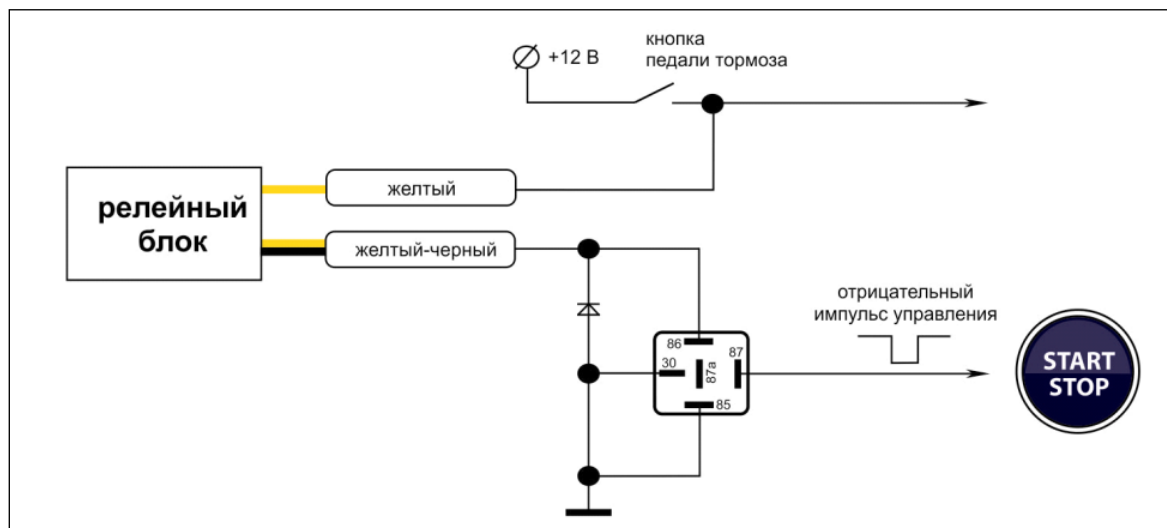 +12 В
кнопка
педали тормоза
желтый
релейный
блок
желтый-черный
отрицательный
импульс управления
86
30
87a
87
85
START
STOP